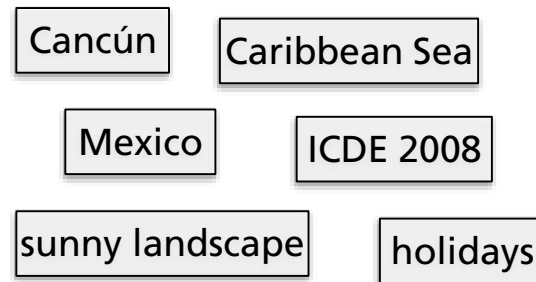 Cancún
Caribbean Sea
Mexico
ICDE 2008
sunny landscape
holidays